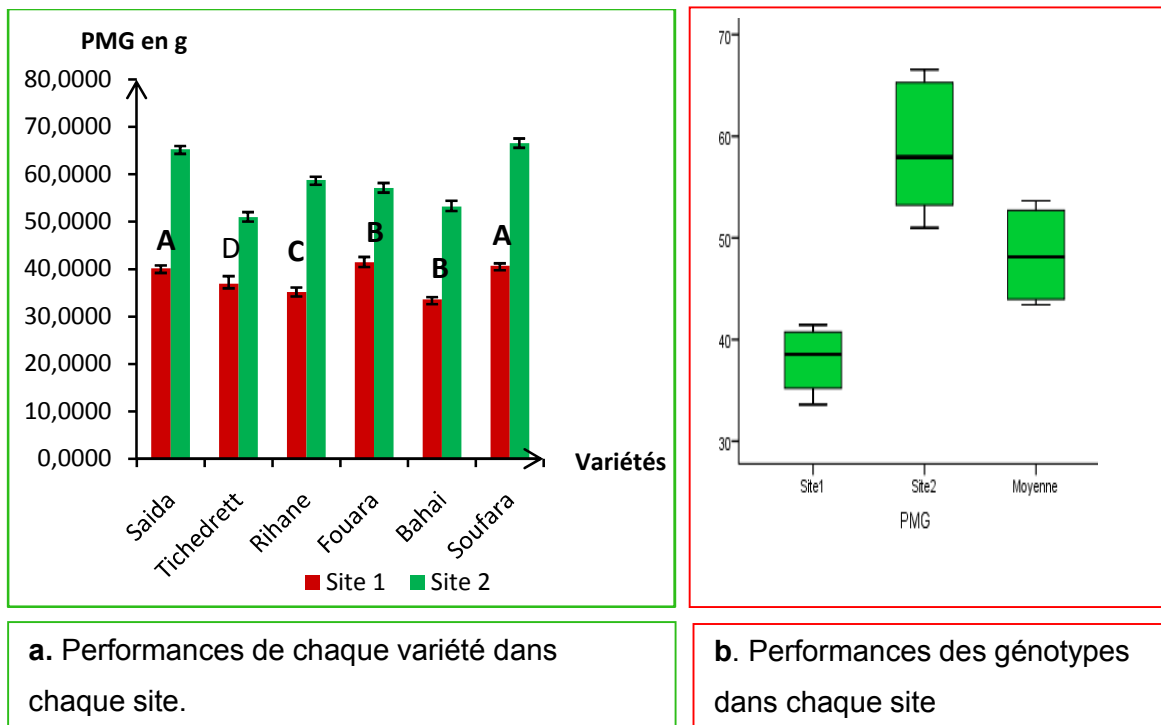 PMG en g
80,0000
70,0000
60,0000
50,0000
40,0000
30,0000
20,0000
10,0000
0,0000
A
D
C
B
B
A
Variétés
Saida
Tichedrett
Rihane
Fouara
Bahai
Soufara
Site 1
Site 2
a. Performances de chaque variété dans
chaque site.
70
60
50
40
30
Site1
Site2
Moyenne
PMG
b. Performances des génotypes
dans chaque site